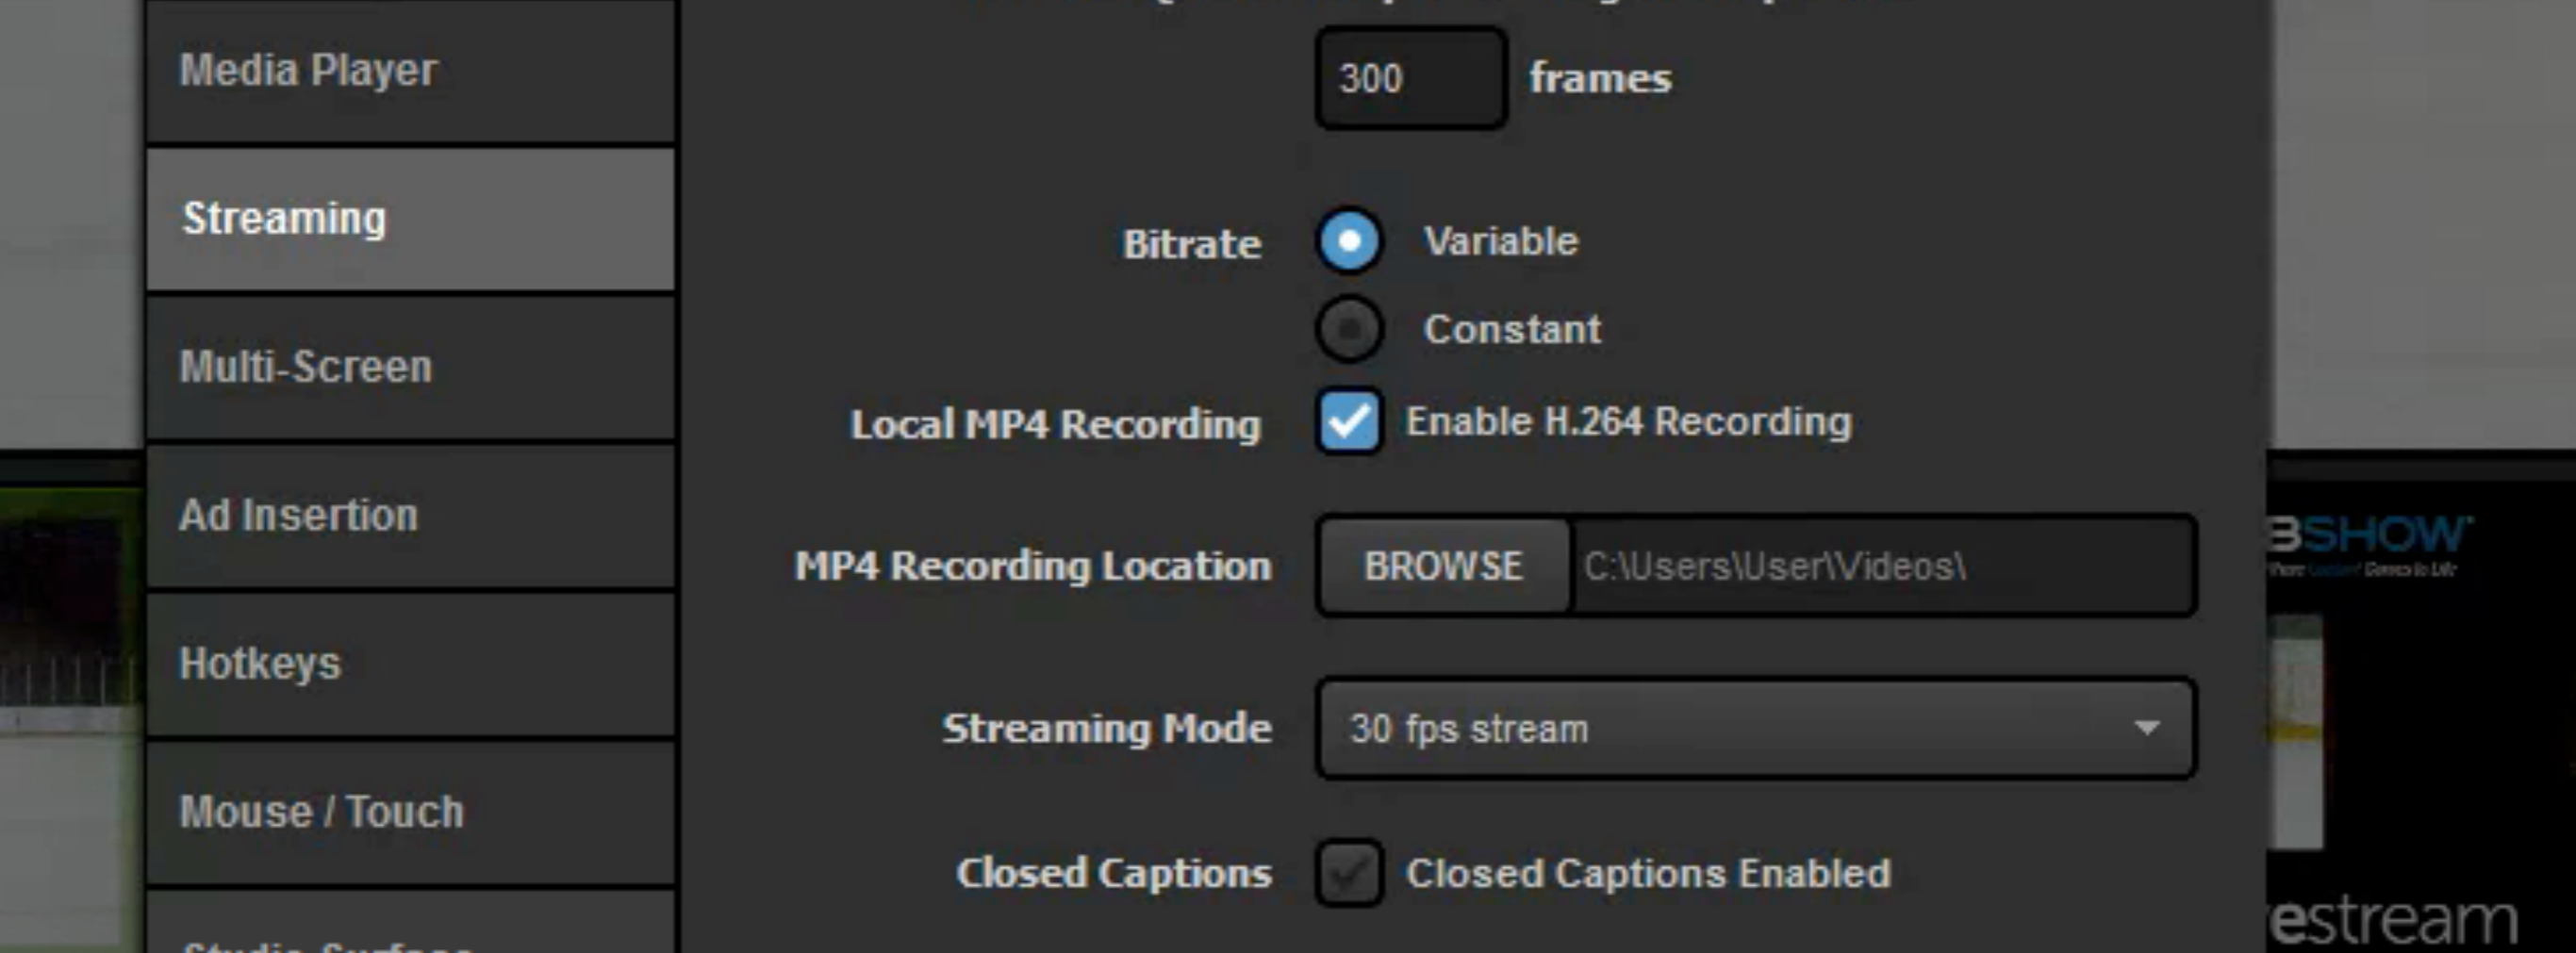 Media Player
Streaming
Multi-Screen
Ad Insertion
Hotkeys
Mouse / Touch
300 frames
Bitrate
Variable
Constant
Local MP4 Recording
Enable H.264 Recording
MP4 Recording Location
BROWSE
C:\Users\User\Videos\
Streaming Mode
30 fps stream
Closed Captions
Closed Captions Enabled
BSHOW
estream